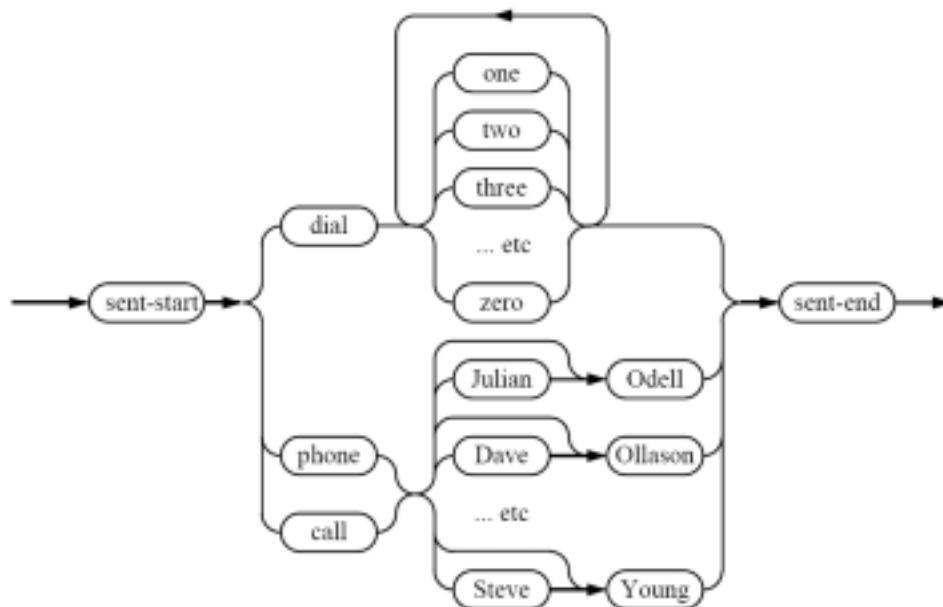 one
two
three
dial
... etc
sent-start
zero
sent-end
Julian
Odell
phone
Dave
Ollason
call
... etc
Steve
Young